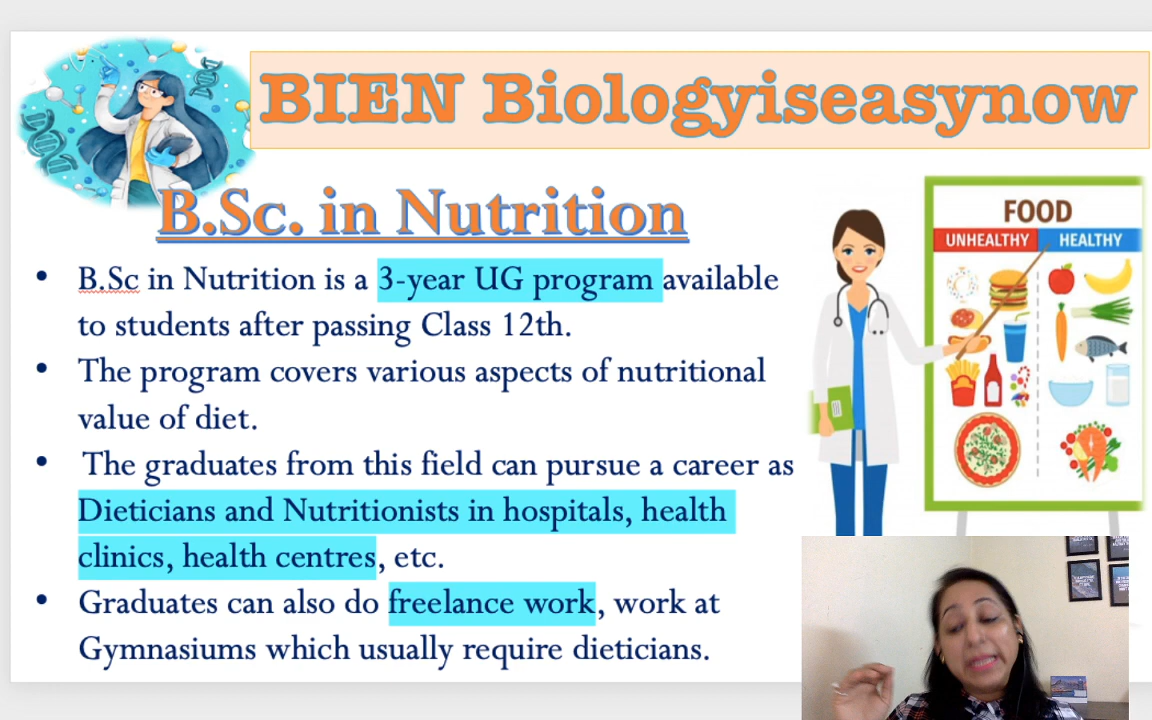 BIEN Biologyiseasynow
B.Sc. in Nutrition
• B.Sc in Nutrition is a 3-year UG program available
to students after passing Class 12th.
• The program covers various aspects of nutritional
value of diet.
• The graduates from this field can pursue a career as
Dieticians and Nutritionists in hospitals, health
clinics, health centres, etc.
• Graduates can also do freelance work, work at
Gymnasiums which usually require dieticians.
FOOD
UNHEALTHY HEALTHY